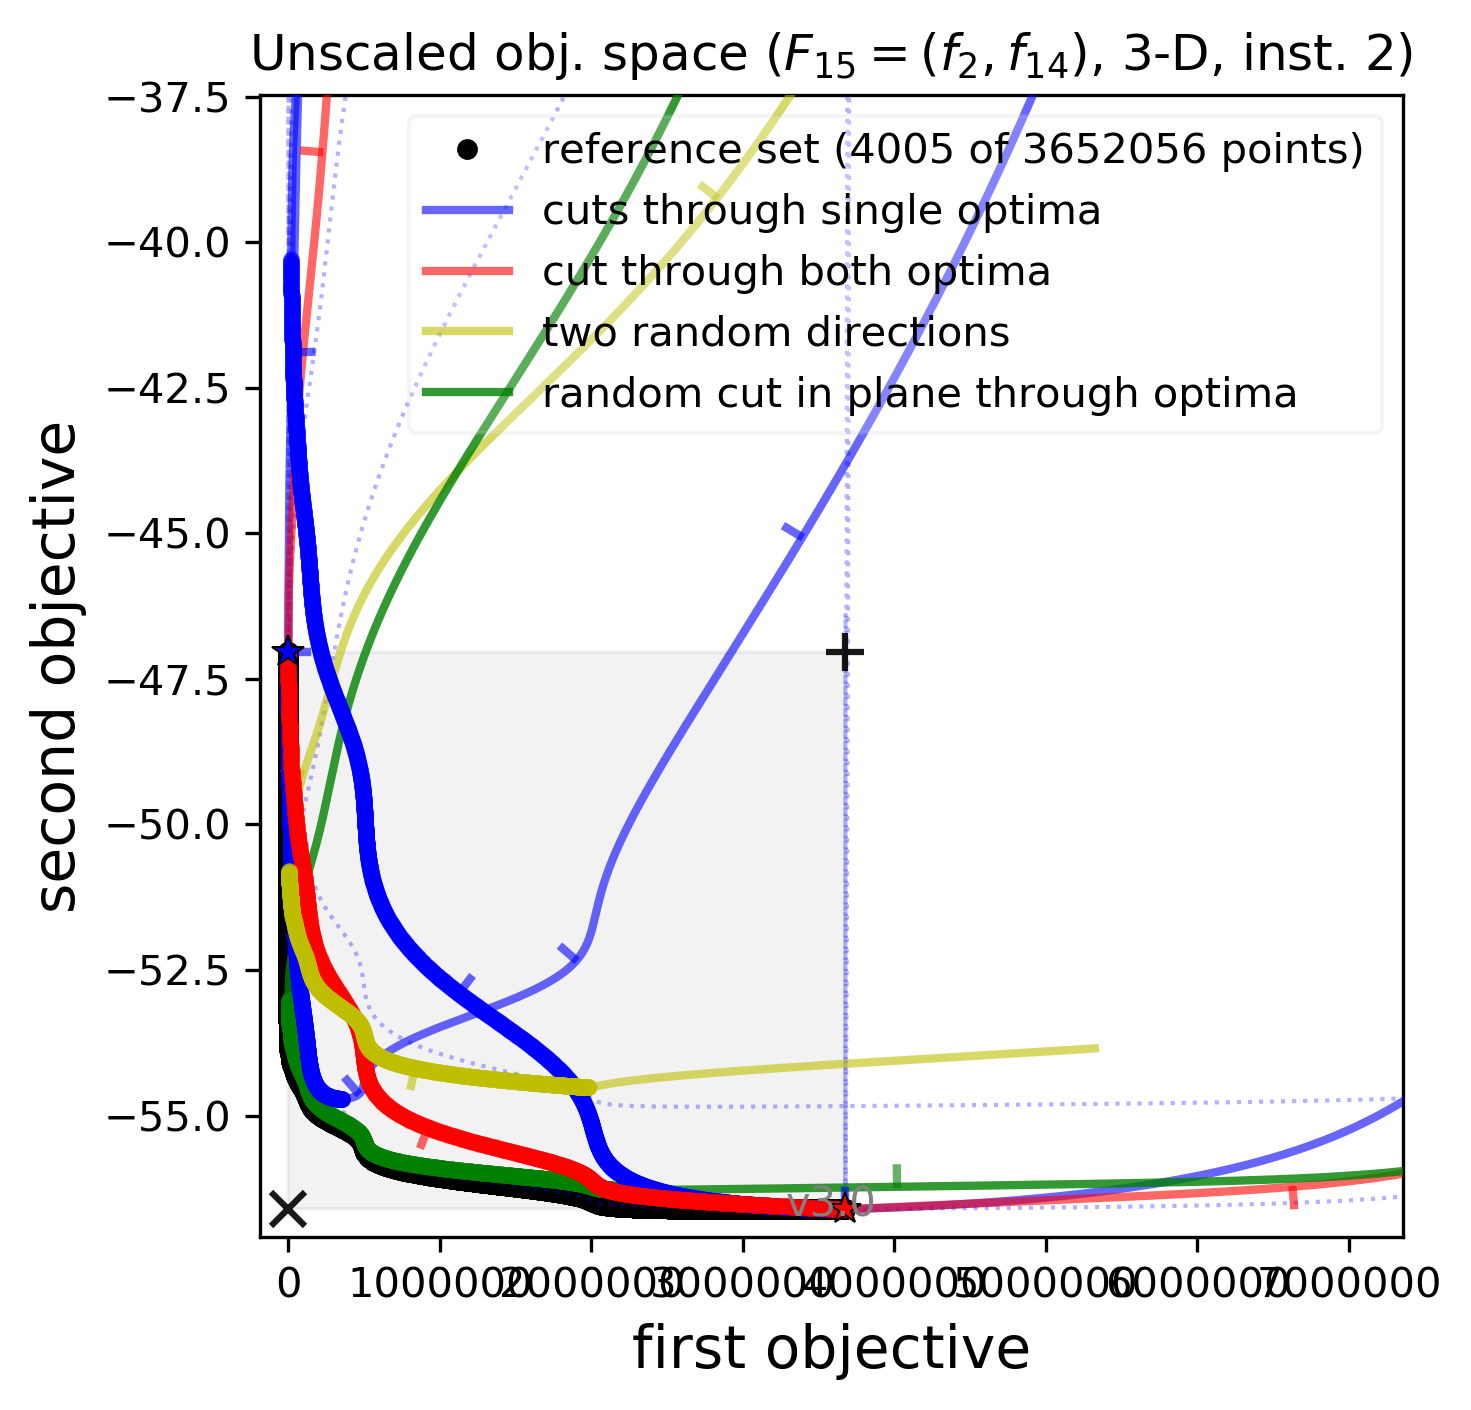 Unscaled obj. space (F15 = (f2, f14), 3-D, inst. 2)
−37.5
−40.0
−42.5
−45.0
−47.5
−50.0
−52.5
−55.0
second objective
reference set (4005 of 3652056 points)
cuts through single optima
cut through both optima
two random directions
random cut in plane through optima
v3.0
0 1000000 2000000 3000000 4000000 5000000 6000000 7000000
first objective